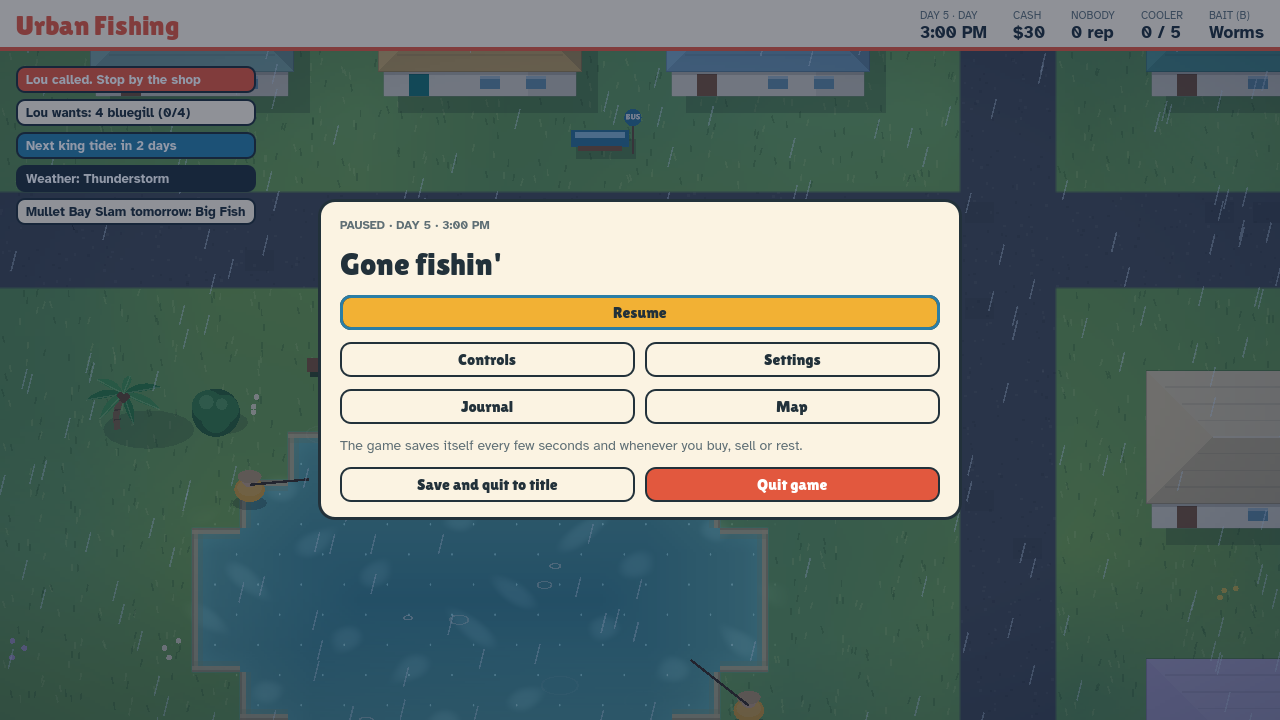 Urban Fishing
DAY 5 · DAY
3:00 PM
CASH
$30
NOBODY
0 rep
COOLER
0 / 5
BAIT (B)
Worms
Lou called. Stop by the shop
Lou wants: 4 bluegill (0/4)
Next king tide: in 2 days
Weather: Thunderstorm
Mullet Bay Slam tomorrow: Big Fish
BUS
PAUSED · DAY 5 · 3:00 PM
Gone fishin'
Resume
Controls
Settings
Journal
Map
The game saves itself every few seconds and whenever you buy, sell or rest.
Save and quit to title
Quit game